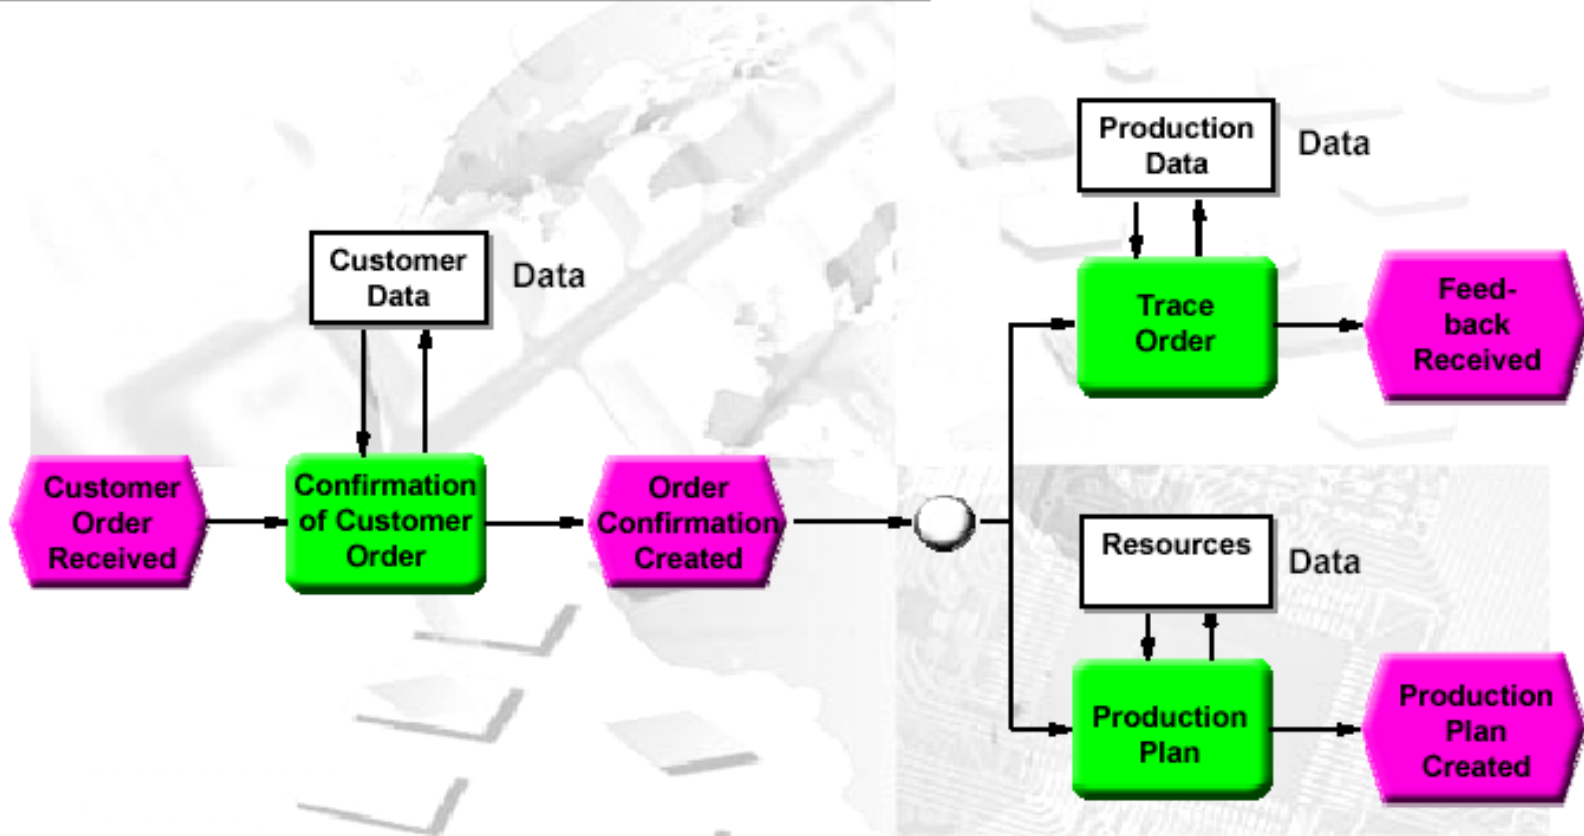 Production
Data
Data
Customer
Data
Data
Trace
Order
Feed-
back
Received
Customer
Order
Received
Confirmation
of Customer
Order
Order
Confirmation
Created
Resources
Data
Production
Plan
Production
Plan
Created